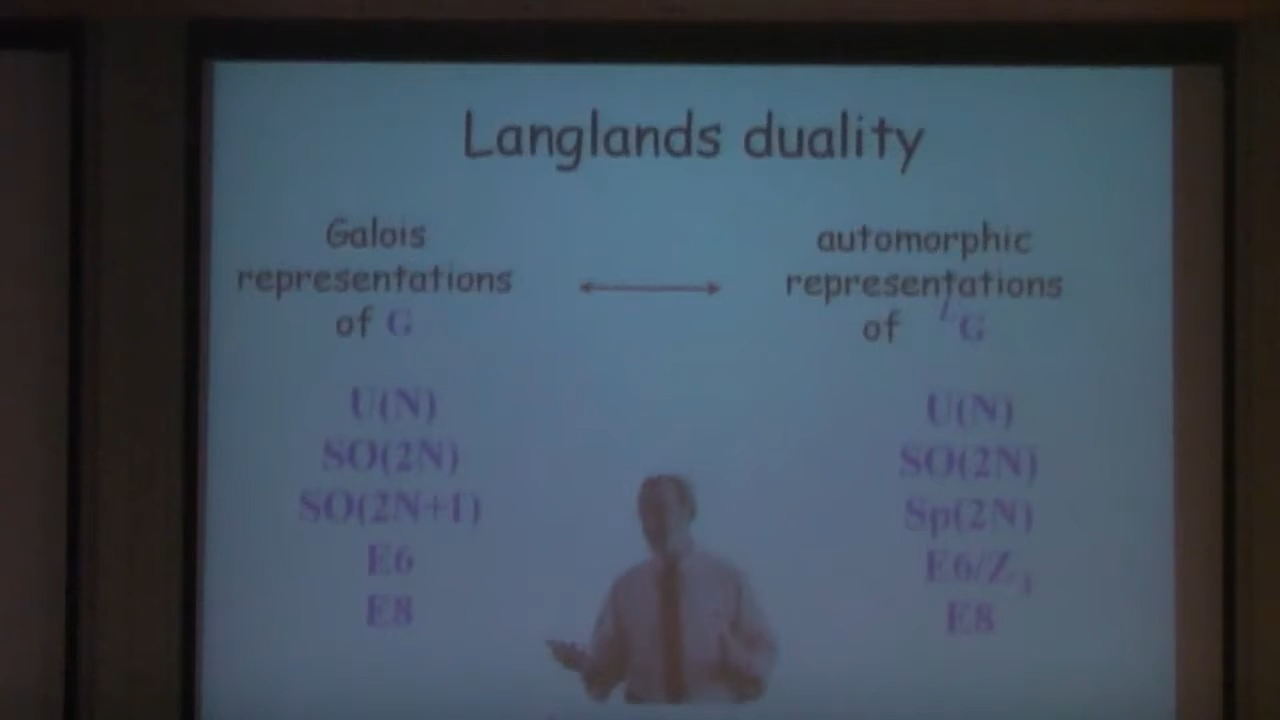 Langlands duality
Galois
representations
of G
automorphic
representations
of ᴸG
U(N)
SO(2N)
SO(2N+1)
E6
E8
U(N)
SO(2N)
Sp(2N)
E6/Z₃
E8